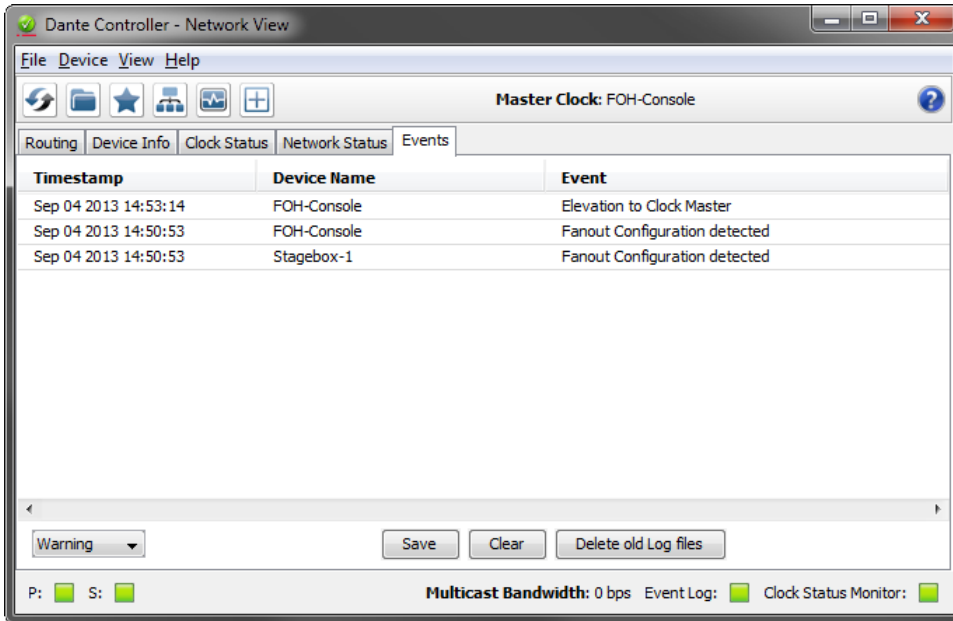 Dante Controller - Network View
File Device View Help
Master Clock: FOH-Console
Routing Device Info Clock Status Network Status Events
Timestamp Device Name Event
Sep 04 2013 14:53:14 FOH-Console Elevation to Clock Master
Sep 04 2013 14:50:53 FOH-Console Fanout Configuration detected
Sep 04 2013 14:50:53 Stagebox-1 Fanout Configuration detected
Warning Save Clear Delete old Log files
P: S: Multicast Bandwidth: 0 bps Event Log: Clock Status Monitor: